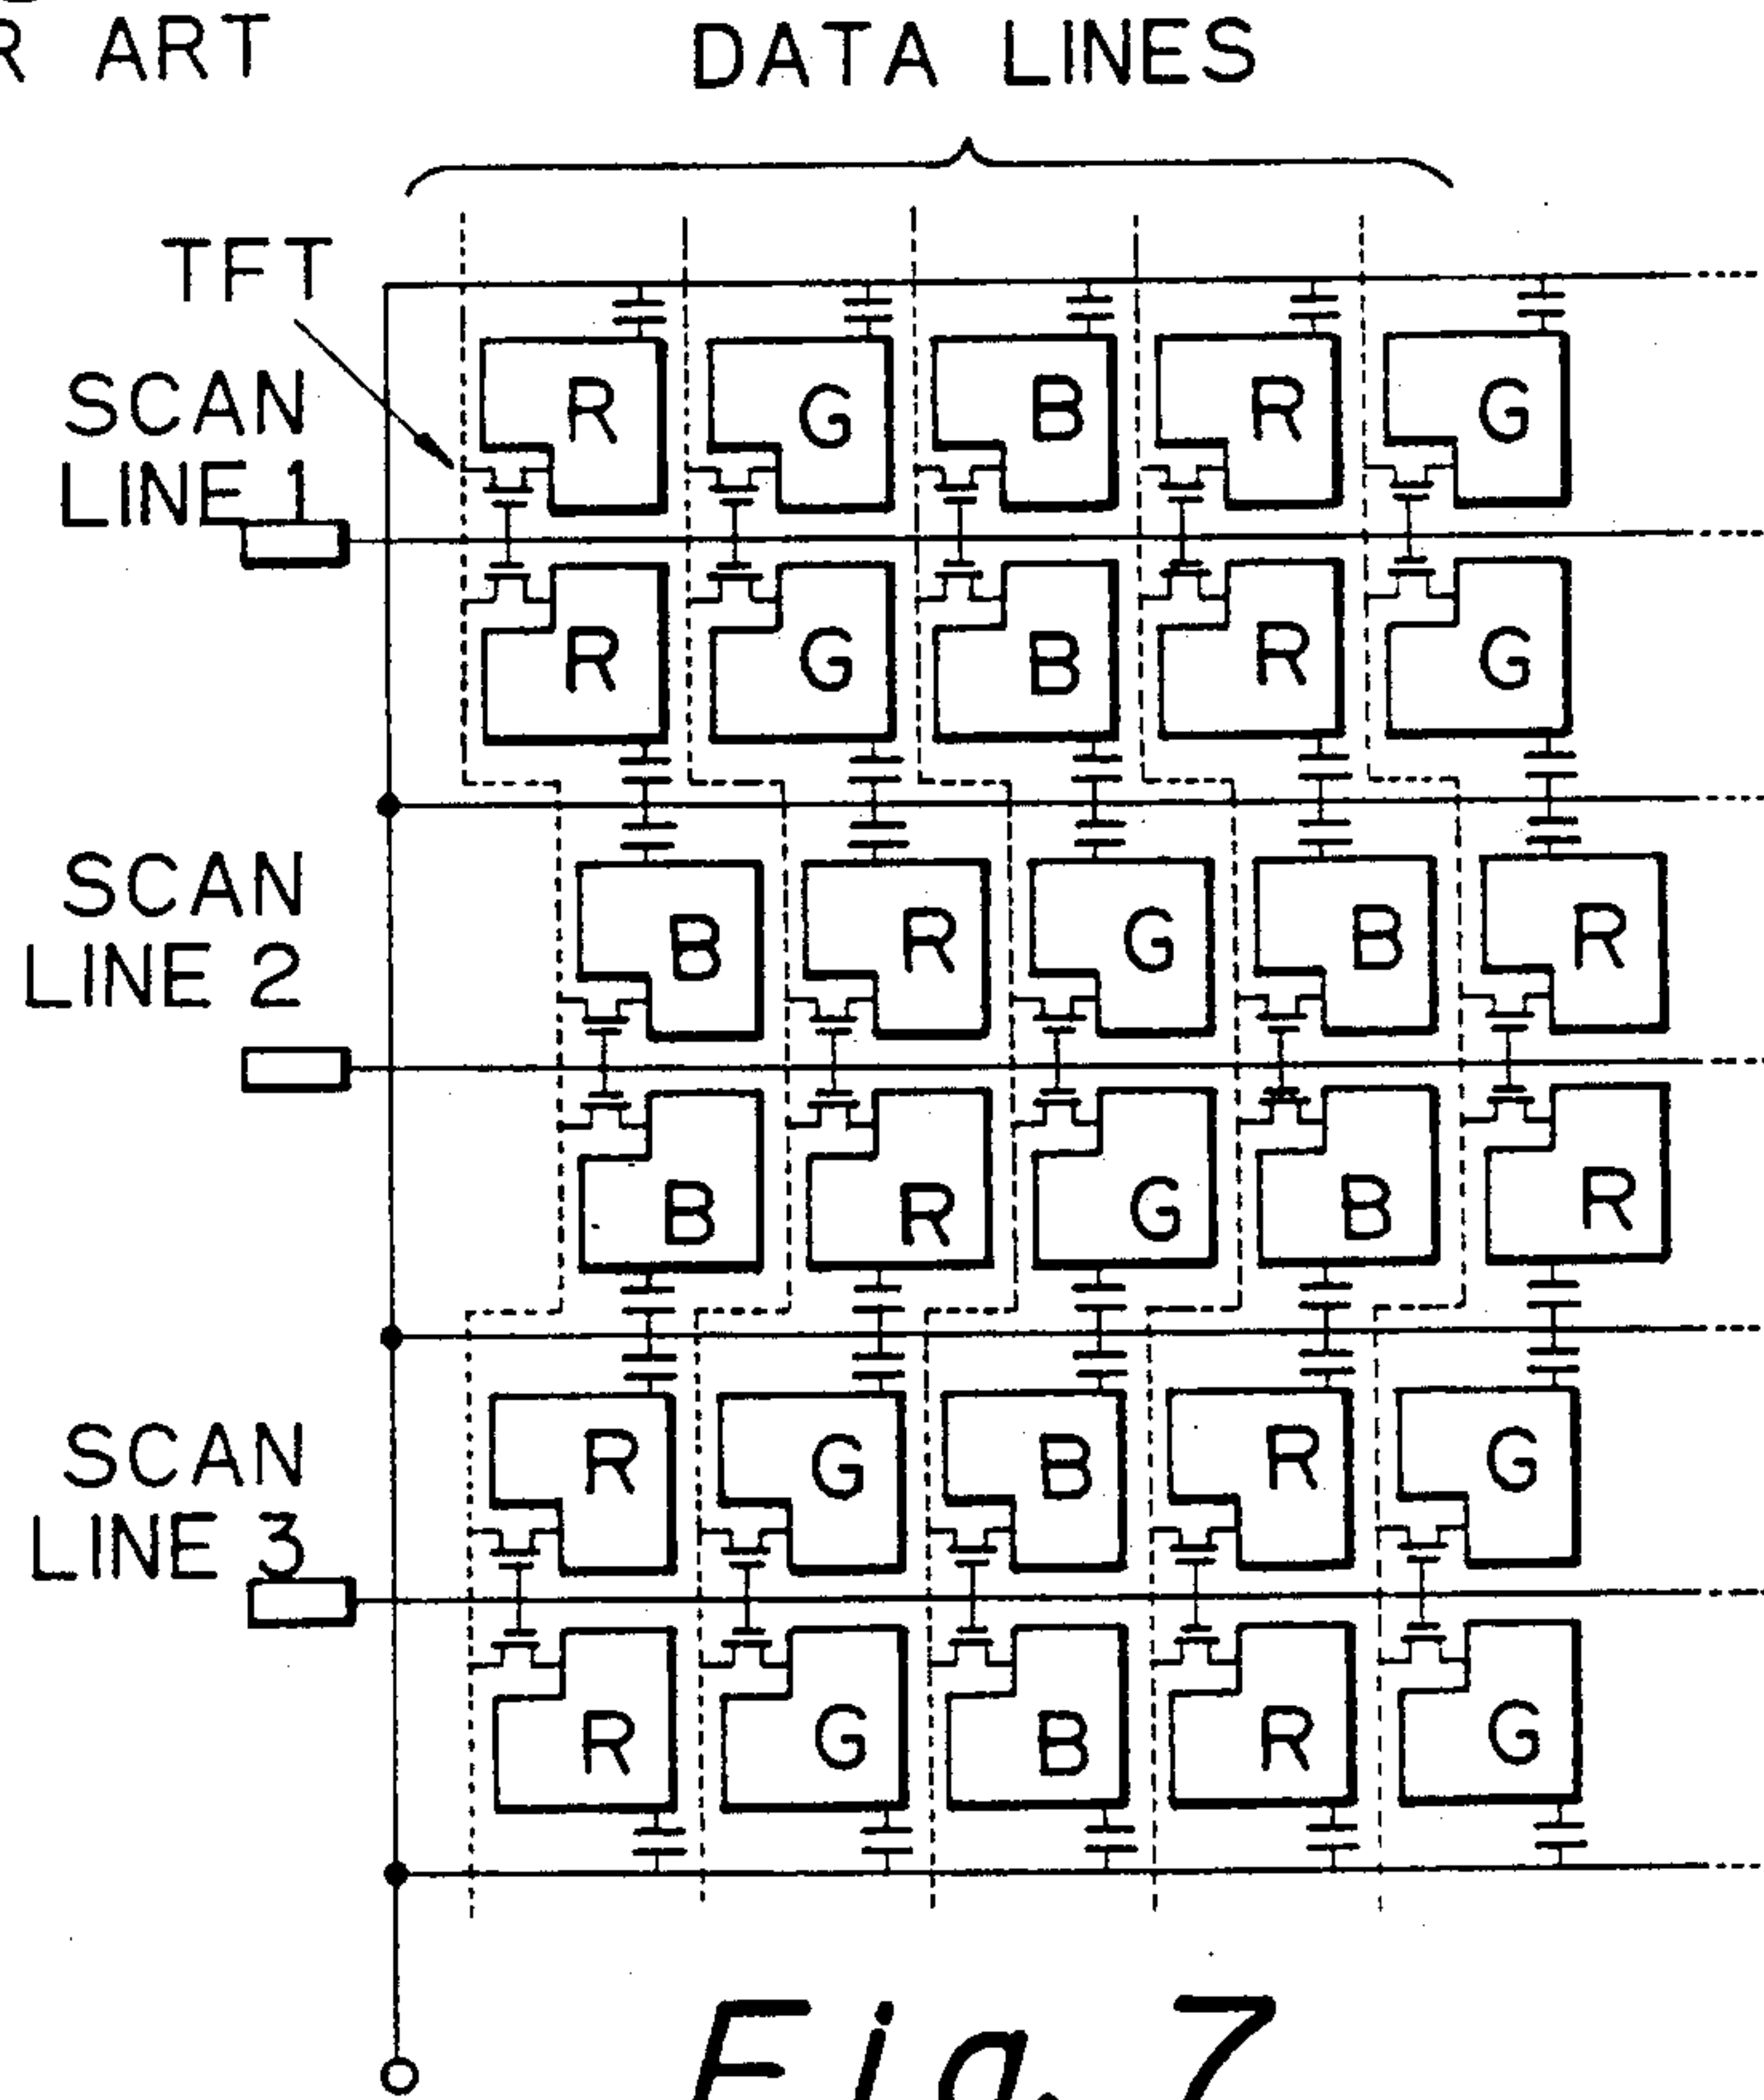 R ART
DATA LINES
TFT
SCAN
LINE 1
R G B R G
R G B R G
SCAN
LINE 2
B R G B R
B R G B R
SCAN
LINE 3
R G B R G
R G B R G
Fig. 7